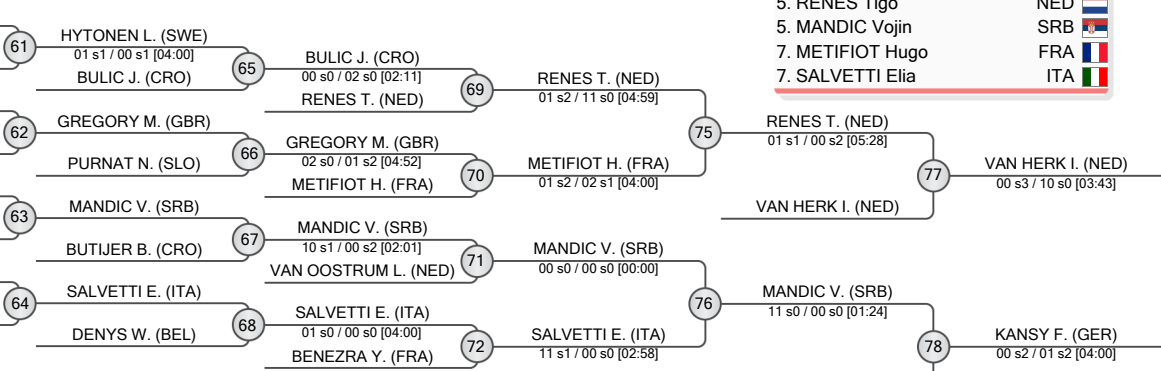 5. RENES Tigo NED
5. MANDIC Vojin SRB
7. METIFIOT Hugo FRA
7. SALVETTI Elia ITA
61
HYTONEN L. (SWE)
01 s1 / 00 s1 [04:00]
BULIC J. (CRO)
62
GREGORY M. (GBR)
PURNAT N. (SLO)
63
MANDIC V. (SRB)
BUTIJER B. (CRO)
64
SALVETTI E. (ITA)
DENYS W. (BEL)
65
BULIC J. (CRO)
00 s0 / 02 s0 [02:11]
RENES T. (NED)
66
GREGORY M. (GBR)
02 s0 / 01 s2 [04:52]
METIFIOT H. (FRA)
67
MANDIC V. (SRB)
10 s1 / 00 s2 [02:01]
VAN OOSTRUM L. (NED)
68
SALVETTI E. (ITA)
01 s0 / 00 s0 [04:00]
BENEZRA Y. (FRA)
69
RENES T. (NED)
01 s2 / 11 s0 [04:59]
70
METIFIOT H. (FRA)
01 s2 / 02 s1 [04:00]
71
MANDIC V. (SRB)
00 s0 / 00 s0 [00:00]
72
SALVETTI E. (ITA)
11 s1 / 00 s0 [02:58]
75
RENES T. (NED)
01 s1 / 00 s2 [05:28]
VAN HERK I. (NED)
76
MANDIC V. (SRB)
11 s0 / 00 s0 [01:24]
77
VAN HERK I. (NED)
00 s3 / 10 s0 [03:43]
78
KANSY F. (GER)
00 s2 / 01 s2 [04:00]